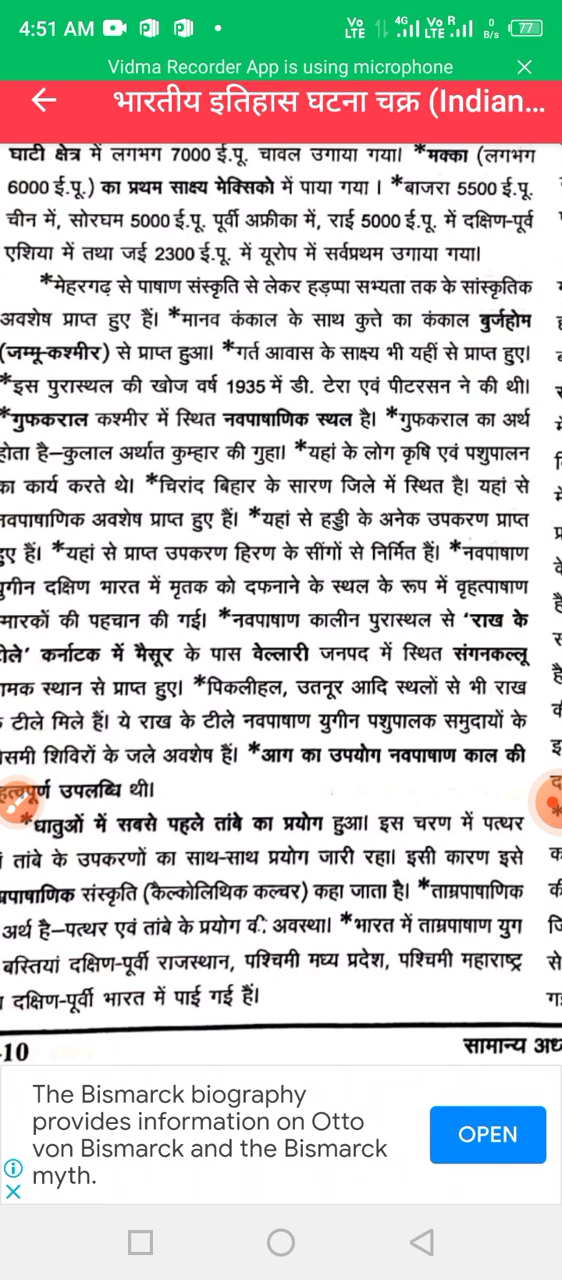 4:51 AM
Vo LTE 4G Vo R LTE 0 B/s 77
Vidma Recorder App is using microphone
भारतीय इतिहास घटना चक्र (Indian...
घाटी क्षेत्र में लगभग 7000 ई.पू. चावल उगाया गया। *मक्का (लगभग
6000 ई.पू.) का प्रथम साक्ष्य मेक्सिको में पाया गया । *बाजरा 5500 ई.पू.
चीन में, सोरघम 5000 ई.पू. पूर्वी अफ्रीका में, राई 5000 ई.पू. में दक्षिण-पूर्व
एशिया में तथा जई 2300 ई.पू. में यूरोप में सर्वप्रथम उगाया गया।
*मेहरगढ़ से पाषाण संस्कृति से लेकर हड़प्पा सभ्यता तक के सांस्कृतिक
अवशेष प्राप्त हुए हैं। *मानव कंकाल के साथ कुत्ते का कंकाल बुर्जहोम
(जम्मू-कश्मीर) से प्राप्त हुआ। *गर्त आवास के साक्ष्य भी यहीं से प्राप्त हुए।
*इस पुरास्थल की खोज वर्ष 1935 में डी. टेरा एवं पीटरसन ने की थी।
*गुफकराल कश्मीर में स्थित नवपाषाणिक स्थल है। *गुफकराल का अर्थ
होता है–कुलाल अर्थात कुम्हार की गुहा। *यहां के लोग कृषि एवं पशुपालन
का कार्य करते थे। *चिरांद बिहार के सारण जिले में स्थित है। यहां से
नवपाषाणिक अवशेष प्राप्त हुए हैं। *यहां से हड्डी के अनेक उपकरण प्राप्त
हुए हैं। *यहां से प्राप्त उपकरण हिरण के सींगों से निर्मित हैं। *नवपाषाण
युगीन दक्षिण भारत में मृतक को दफनाने के स्थल के रूप में वृहत्पाषाण
मारकों की पहचान की गई। *नवपाषाण कालीन पुरास्थल से 'राख के
टीले' कर्नाटक में मैसूर के पास वेल्लारी जनपद में स्थित संगनकल्लू
ामक स्थान से प्राप्त हुए। *पिकलीहल, उतनूर आदि स्थलों से भी राख
टीले मिले हैं। ये राख के टीले नवपाषाण युगीन पशुपालक समुदायों के
ौसमी शिविरों के जले अवशेष हैं। *आग का उपयोग नवपाषाण काल की
हत्वपूर्ण उपलब्धि थी।
*धातुओं में सबसे पहले तांबे का प्रयोग हुआ। इस चरण में पत्थर
तांबे के उपकरणों का साथ-साथ प्रयोग जारी रहा। इसी कारण इसे
म्रपाषाणिक संस्कृति (कैल्कोलिथिक कल्चर) कहा जाता है। *ताम्रपाषाणिक
अर्थ है–पत्थर एवं तांबे के प्रयोग की अवस्था। *भारत में ताम्रपाषाण युग
बस्तियां दक्षिण-पूर्वी राजस्थान, पश्चिमी मध्य प्रदेश, पश्चिमी महाराष्ट्र
दक्षिण-पूर्वी भारत में पाई गई हैं।
-10 सामान्य अध
The Bismarck biography
provides information on Otto
von Bismarck and the Bismarck
myth.
OPEN